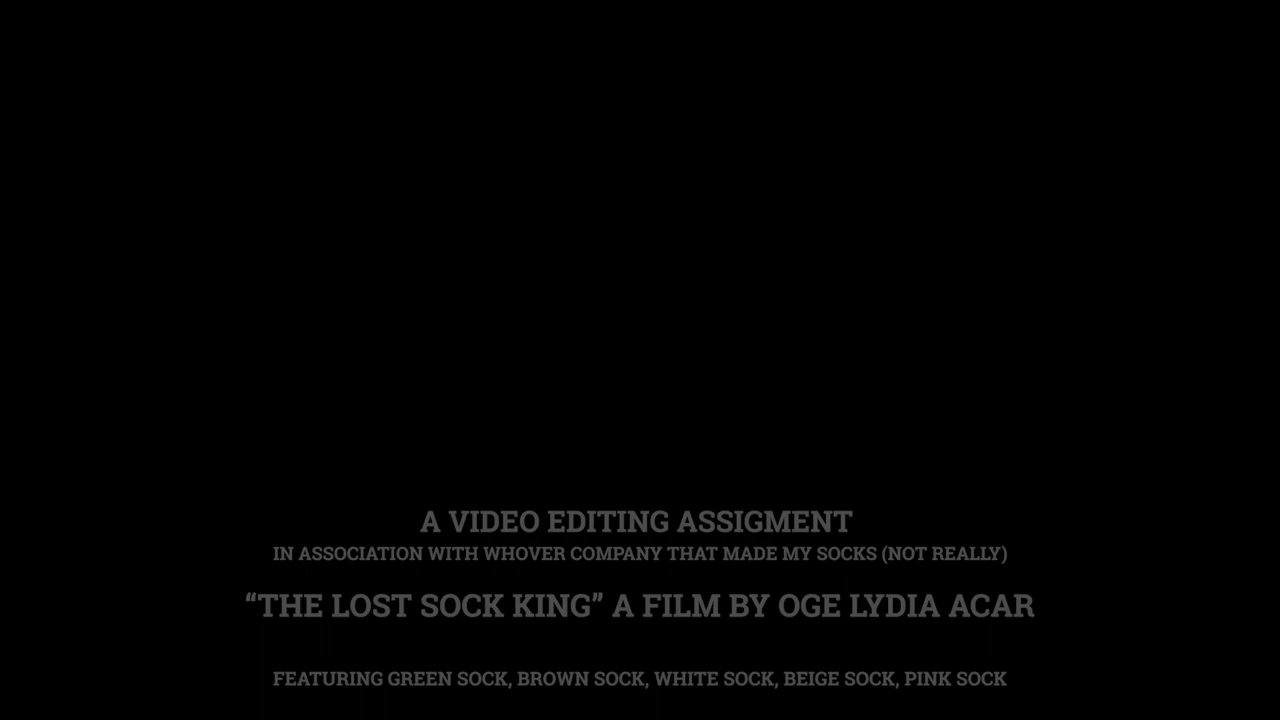 A VIDEO EDITING ASSIGMENT
IN ASSOCIATION WITH WHOVER COMPANY THAT MADE MY SOCKS (NOT REALLY)
“THE LOST SOCK KING” A FILM BY OGE LYDIA ACAR
FEATURING GREEN SOCK, BROWN SOCK, WHITE SOCK, BEIGE SOCK, PINK SOCK